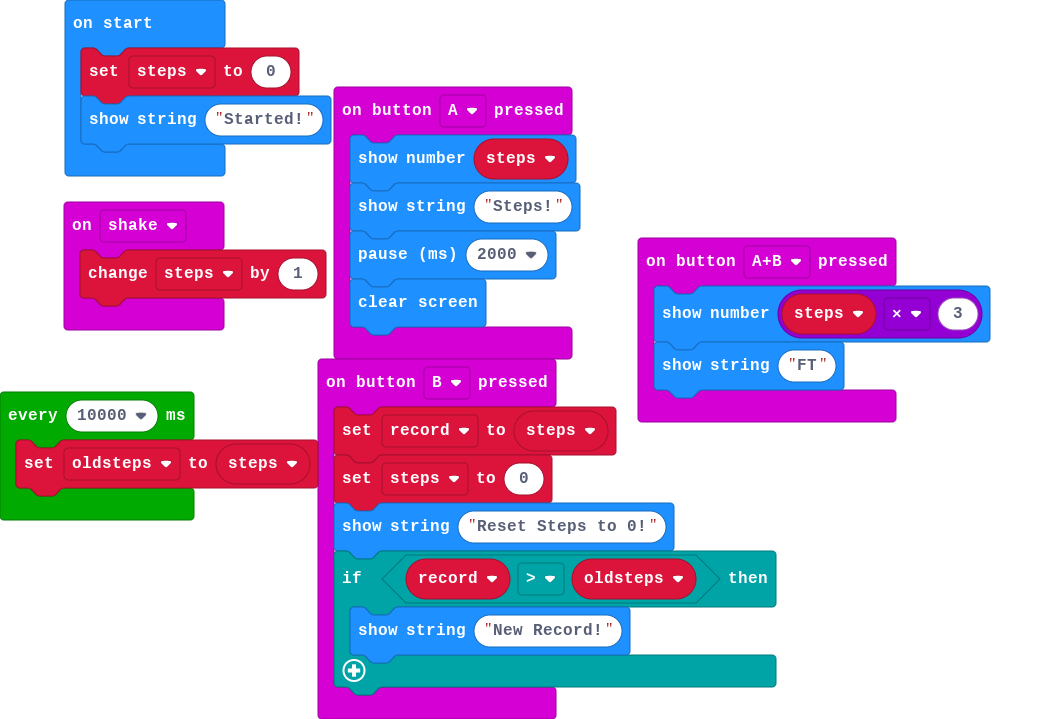 on start
set steps to 0
show string "Started!"
on shake
change steps by 1
every 10000 ms
set oldsteps to steps
on button A pressed
show number steps
show string "Steps!"
pause (ms) 2000
clear screen
on button B pressed
set record to steps
set steps to 0
show string "Reset Steps to 0!"
if record > oldsteps then
show string "New Record!"
on button A+B pressed
show number steps × 3
show string "FT"